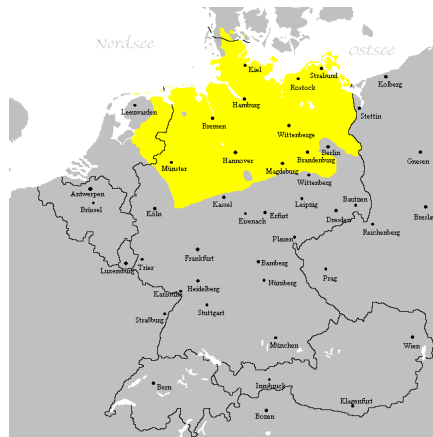 Nordsee
Ostsee
Kiel
Stralsund
Rostock
Kolberg
Leeuwarden
Hamburg
Stettin
Bremen
Wittenberge
Münster
Hannover
Berlin
Brandenburg
Gnesen
Magdeburg
Wittenberg
Antwerpen
Brüssel
Köln
Kassel
Leipzig
Bautzen
Eisenach
Erfurt
Dresden
Breslau
Reichenberg
Plauen
Frankfurt
Luxemburg
Trier
Bamberg
Prag
Karlsruhe
Heidelberg
Nürnberg
Straßburg
Stuttgart
München
Wien
Bern
Innsbruck
Klagenfurt
Bozen